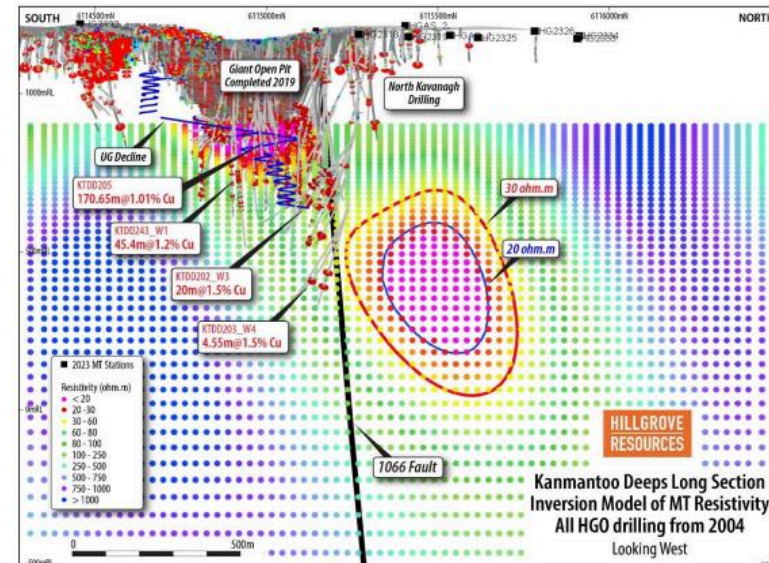 SOUTH
6114500mN
6115000mN
6115500mN
6116000mN
NORT
HGAS_2
HG2325
HG2326
1000mRL
Giant Open Pit
Completed 2019
North Kavanagh
Drilling
UG Decline
KTDD205
170.65m@1.01% Cu
KTDD243_W1
45.4m@1.2% Cu
KTDD202_W3
20m@1.5% Cu
KTDD203_W4
4.55m@1.5% Cu
30 ohm.m
20 ohm.m
2023 MT Stations
Resistivity (ohm.m)
< 20
20 - 30
30 - 60
60 - 80
80 - 100
100 - 250
250 - 500
500 - 750
750 - 1000
> 1000
0mRL
1066 Fault
HILLGROVE
RESOURCES
Kanmantoo Deeps Long Section
Inversion Model of MT Resistivity
All HGO drilling from 2004
Looking West
0
500m